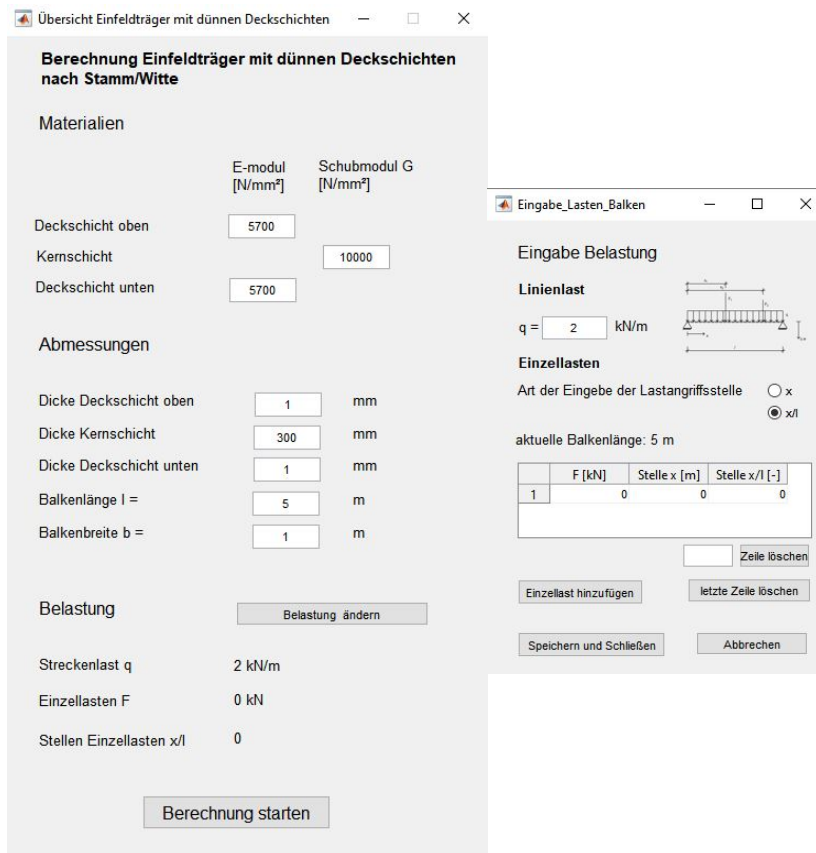 Übersicht Einfeldträger mit dünnen Deckschichten
Berechnung Einfeldträger mit dünnen Deckschichten
nach Stamm/Witte
Materialien
E-modul Schubmodul G
[N/mm²] [N/mm²]
Deckschicht oben 5700
Kernschicht 10000
Deckschicht unten 5700
Abmessungen
Dicke Deckschicht oben 1 mm
Dicke Kernschicht 300 mm
Dicke Deckschicht unten 1 mm
Balkenlänge l = 5 m
Balkenbreite b = 1 m
Belastung Belastung ändern
Streckenlast q 2 kN/m
Einzellasten F 0 kN
Stellen Einzellasten x/l 0
Berechnung starten
Eingabe_Lasten_Balken
Eingabe Belastung
Linienlast
q = 2 kN/m
Einzellasten
Art der Eingebe der Lastangriffsstelle x
x/l
aktuelle Balkenlänge: 5 m
F [kN] Stelle x [m] Stelle x/l [-]
1 0 0 0
Zeile löschen
Einzellast hinzufügen letzte Zeile löschen
Speichern und Schließen Abbrechen